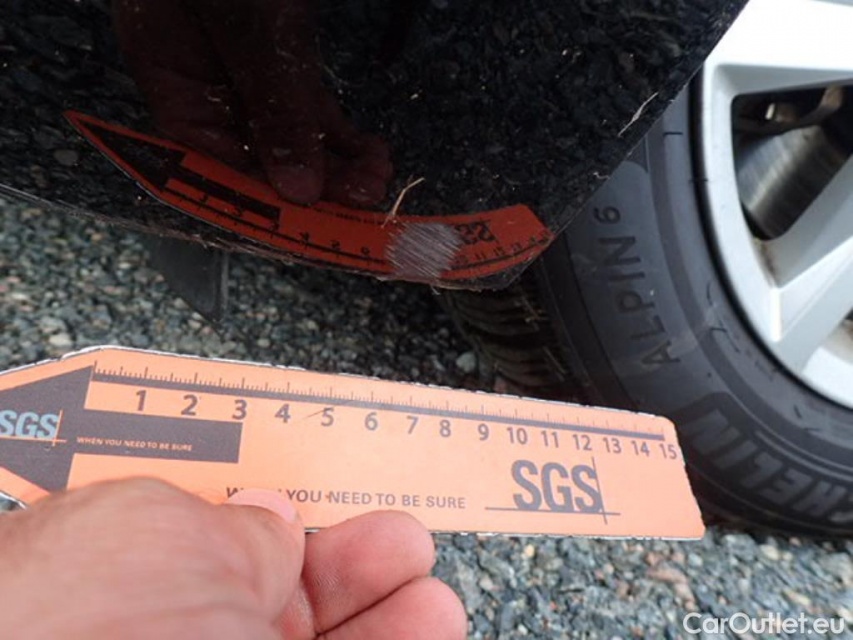 ALPIN 6
MICHELIN
1 2 3 4 5 6 7 8 9 10 11 12 13 14 15
SGS
WHEN YOU NEED TO BE SURE
SGS
YOU NEED TO BE SURE
CarOutlet.eu